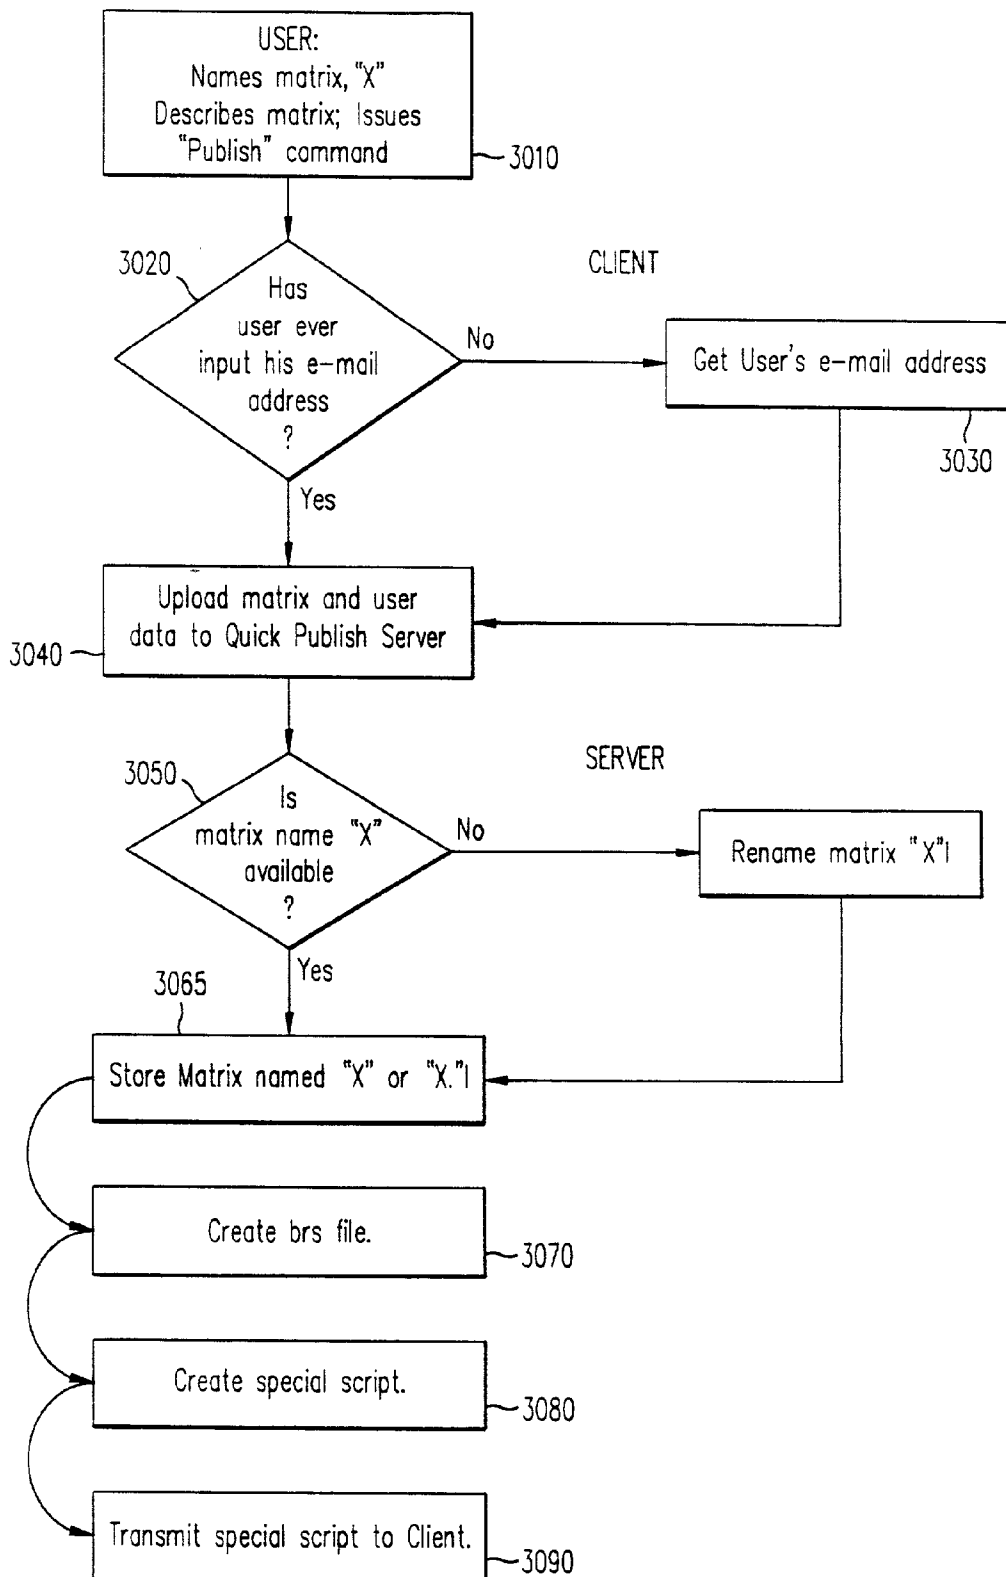 USER:
Names matrix, "X"
Describes matrix; Issues
"Publish" command
3010
3020
CLIENT
Has
user ever
input his e-mail
address
?
No
Get User's e-mail address
3030
Yes
Upload matrix and user
data to Quick Publish Server
3040
SERVER
3050
Is
matrix name "X"
available
?
No
Rename matrix "X"1
Yes
3065
Store Matrix named "X" or "X."1
Create brs file.
3070
Create special script.
3080
Transmit special script to Client.
3090